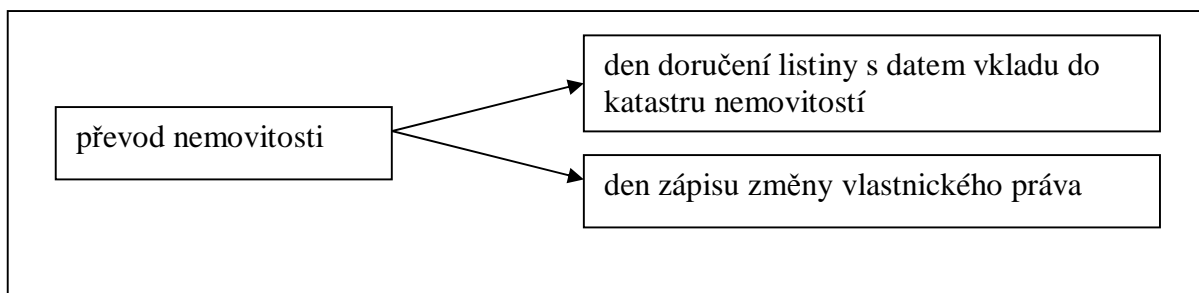 převod nemovitosti
den doručení listiny s datem vkladu do
katastru nemovitostí
den zápisu změny vlastnického práva